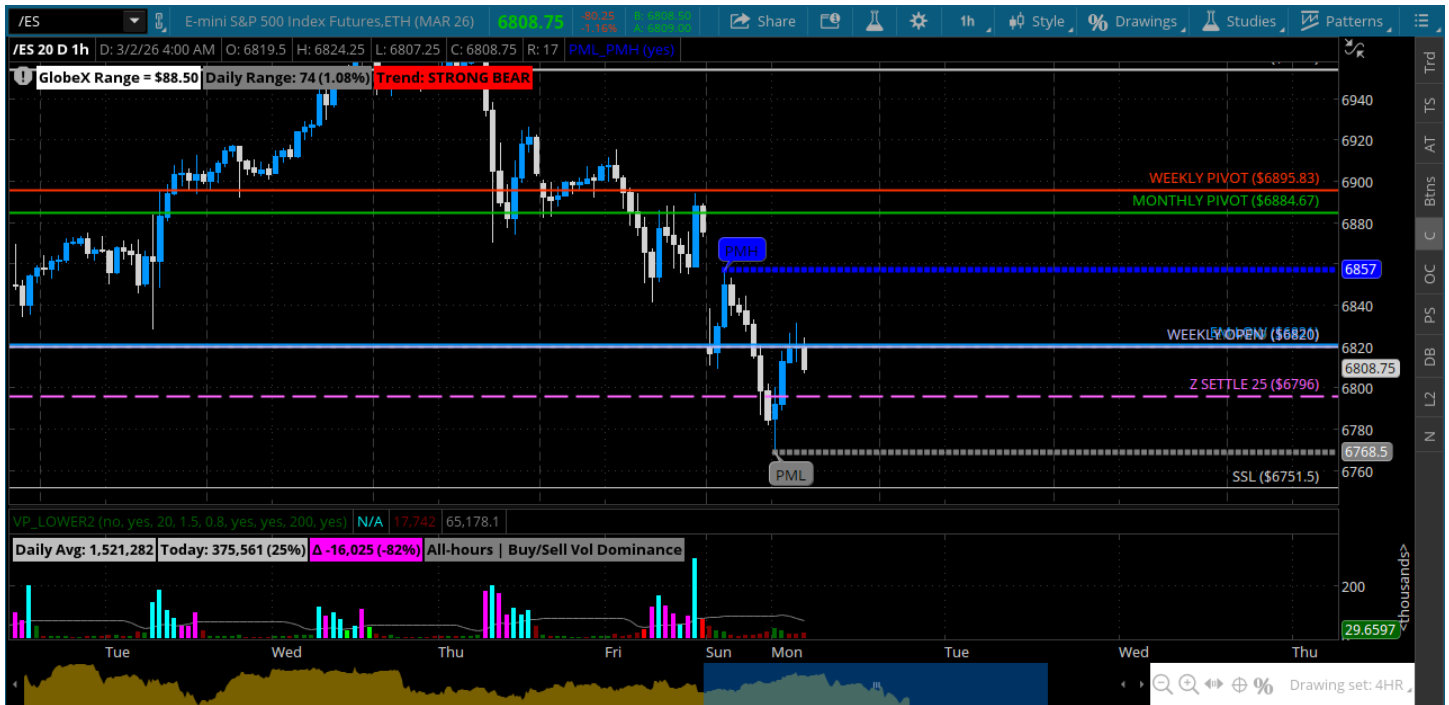 /ES E-mini S&P 500 Index Futures,ETH (MAR 26) 6808.75 -80.25 -1.16% B: 6808.50 A: 6809.00 Share 1h Style % Drawings Studies Patterns
/ES 20 D 1h D: 3/2/26 4:00 AM O: 6819.5 H: 6824.25 L: 6807.25 C: 6808.75 R: 17 PML_PMH (yes)
GlobeX Range = $88.50 Daily Range: 74 (1.08%) Trend: STRONG BEAR
6940
6920
WEEKLY PIVOT ($6895.83) 6900
MONTHLY PIVOT ($6884.67)
6880
PMH
6857
6840
WEEKLY OPEN ($6820)
6820
6808.75
Z SETTLE 25 ($6796) 6800
6780
6768.5
PML SSL ($6751.5) 6760
VP_LOWER2 (no, yes, 20, 1.5, 0.8, yes, yes, 200, yes) N/A 17,742 65,178.1
Daily Avg: 1,521,282 Today: 375,561 (25%) Δ -16,025 (-82%) All-hours | Buy/Sell Vol Dominance
200
<thousands>
29.6597
Tue Wed Thu Fri Sun Mon Tue Wed Thu
% Drawing set: 4HR
Trd
TS
AT
Btns
C
OC
PS
DB
L2
N